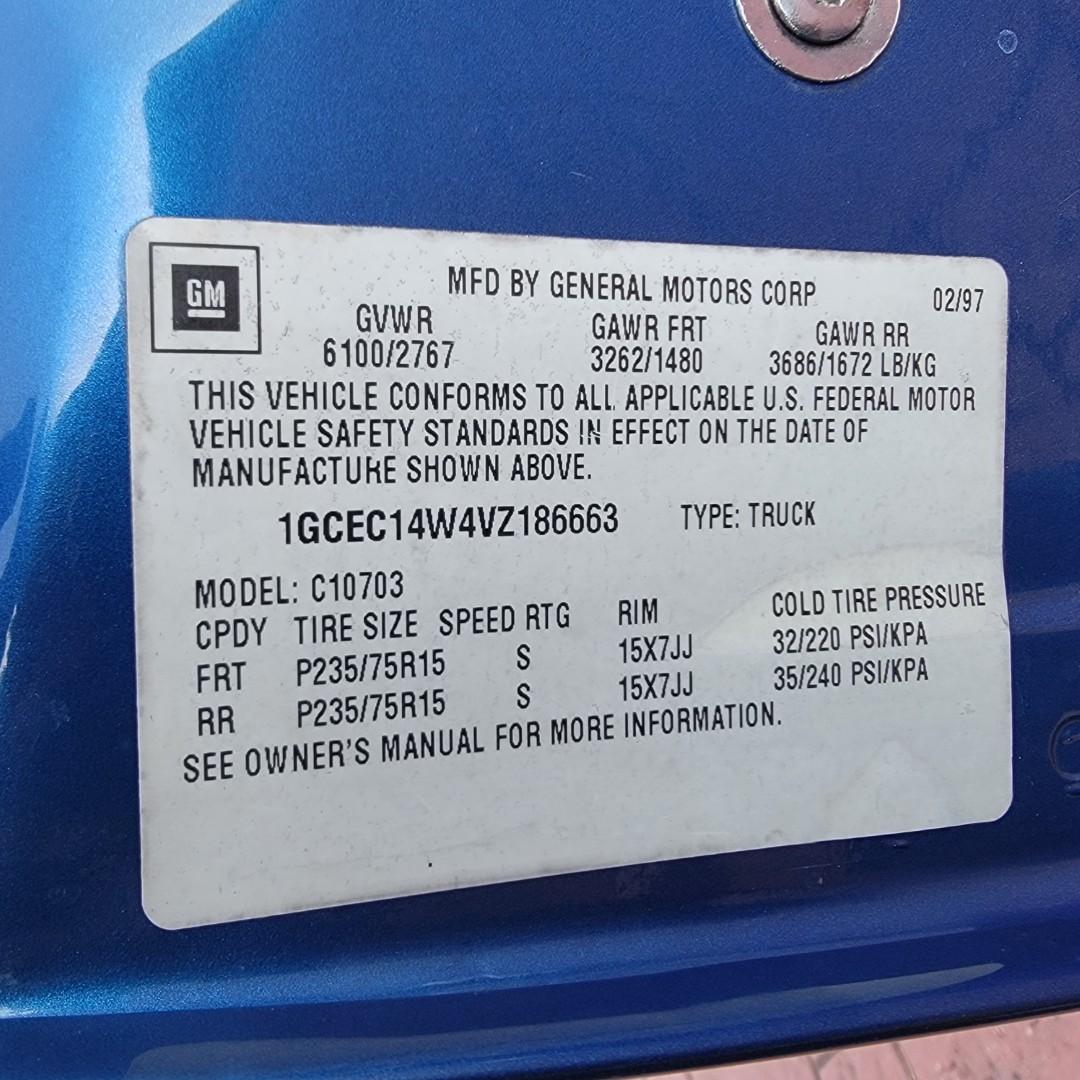 GM
MFD BY GENERAL MOTORS CORP 02/97
GVWR GAWR FRT GAWR RR
6100/2767 3262/1480 3686/1672 LB/KG
THIS VEHICLE CONFORMS TO ALL APPLICABLE U.S. FEDERAL MOTOR
VEHICLE SAFETY STANDARDS IN EFFECT ON THE DATE OF
MANUFACTURE SHOWN ABOVE.
1GCEC14W4VZ186663 TYPE: TRUCK
MODEL: C10703
CPDY TIRE SIZE SPEED RTG RIM COLD TIRE PRESSURE
FRT P235/75R15 S 15X7JJ 32/220 PSI/KPA
RR P235/75R15 S 15X7JJ 35/240 PSI/KPA
SEE OWNER'S MANUAL FOR MORE INFORMATION.